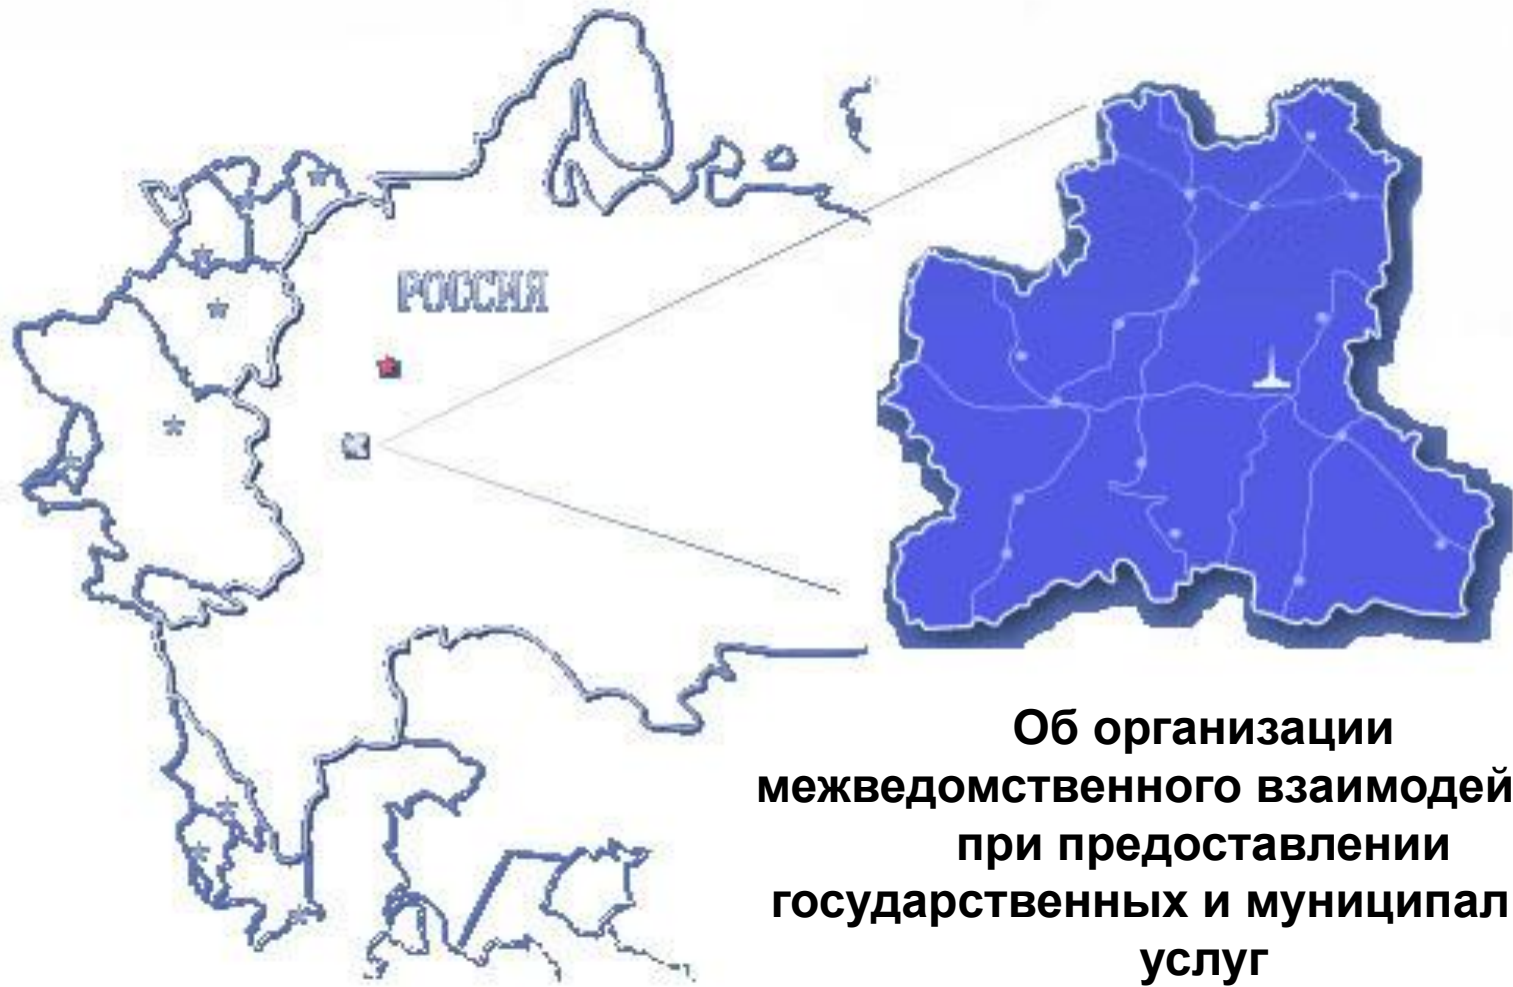 РОССИЯ
Об организации
межведомственного взаимодей
при предоставлении
государственных и муниципал
услуг